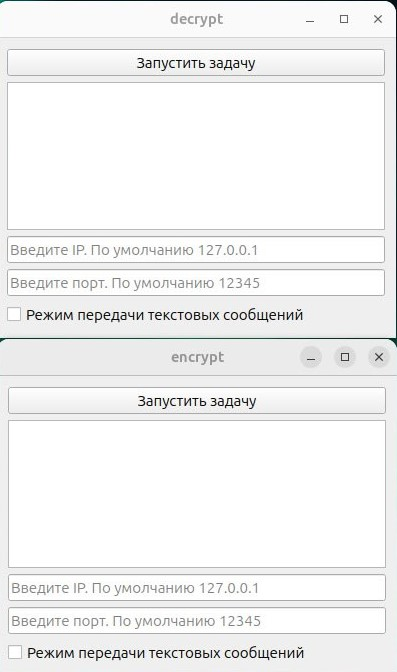 decrypt
Запустить задачу
Введите IP. По умолчанию 127.0.0.1
Введите порт. По умолчанию 12345
Режим передачи текстовых сообщений
encrypt
Запустить задачу
Введите IP. По умолчанию 127.0.0.1
Введите порт. По умолчанию 12345
Режим передачи текстовых сообщений